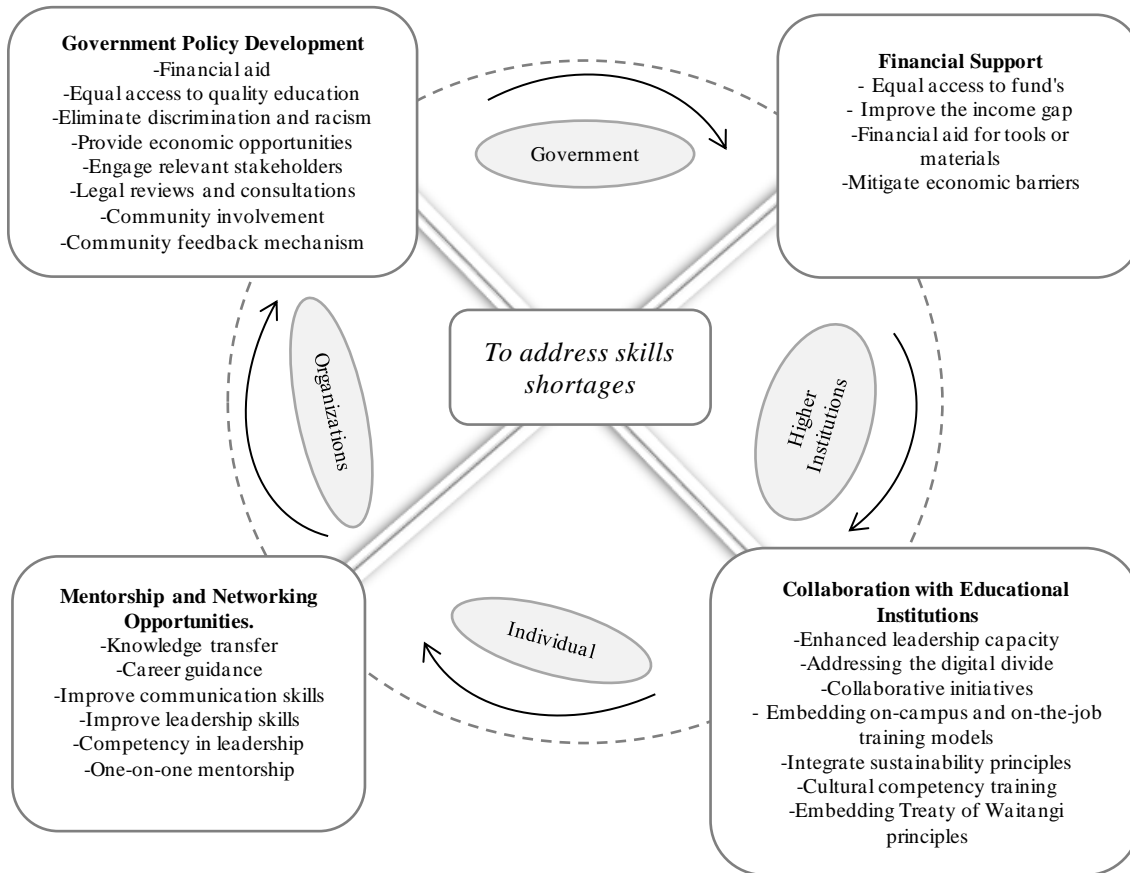 Government Policy Development
-Financial aid
-Equal access to quality education
-Eliminate discrimination and racism
-Provide economic opportunities
-Engage relevant stakeholders
-Legal reviews and consultations
-Community involvement
-Community feedback mechanism
Government
Financial Support
- Equal access to fund's
- Improve the income gap
-Financial aid for tools or
materials
-Mitigate economic barriers
Organizations
To address skills
shortages
Higher
Institutions
Mentorship and Networking
Opportunities.
-Knowledge transfer
-Career guidance
-Improve communication skills
-Improve leadership skills
-Competency in leadership
-One-on-one mentorship
Individual
Collaboration with Educational
Institutions
-Enhanced leadership capacity
-Addressing the digital divide
-Collaborative initiatives
- Embedding on-campus and on-the-job
training models
-Integrate sustainability principles
-Cultural competency training
-Embedding Treaty of Waitangi
principles